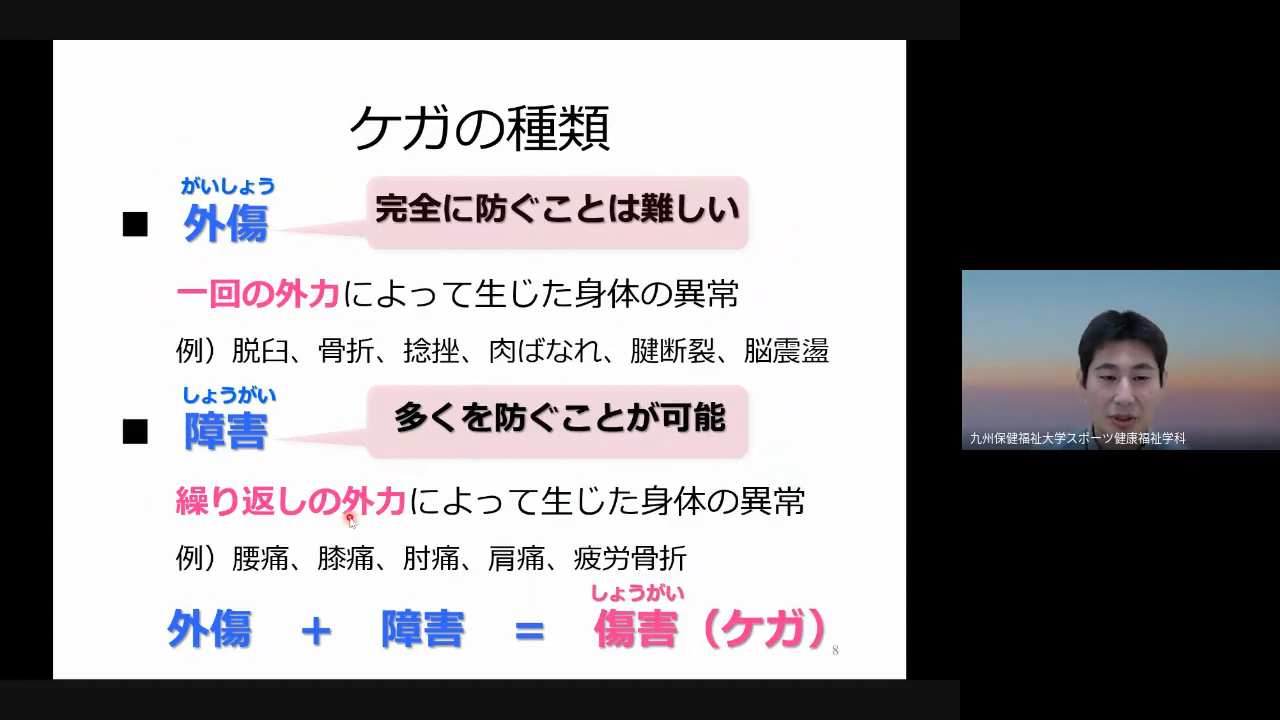 ケガの種類
がいしょう
■ 外傷
完全に防ぐことは難しい
一回の外力によって生じた身体の異常
例）脱臼、骨折、捻挫、肉ばなれ、腱断裂、脳震盪
しょうがい
■ 障害
多くを防ぐことが可能
繰り返しの外力によって生じた身体の異常
例）腰痛、膝痛、肘痛、肩痛、疲労骨折
しょうがい
外傷 + 障害 = 傷害（ケガ）
8
九州保健福祉大学スポーツ健康福祉学科